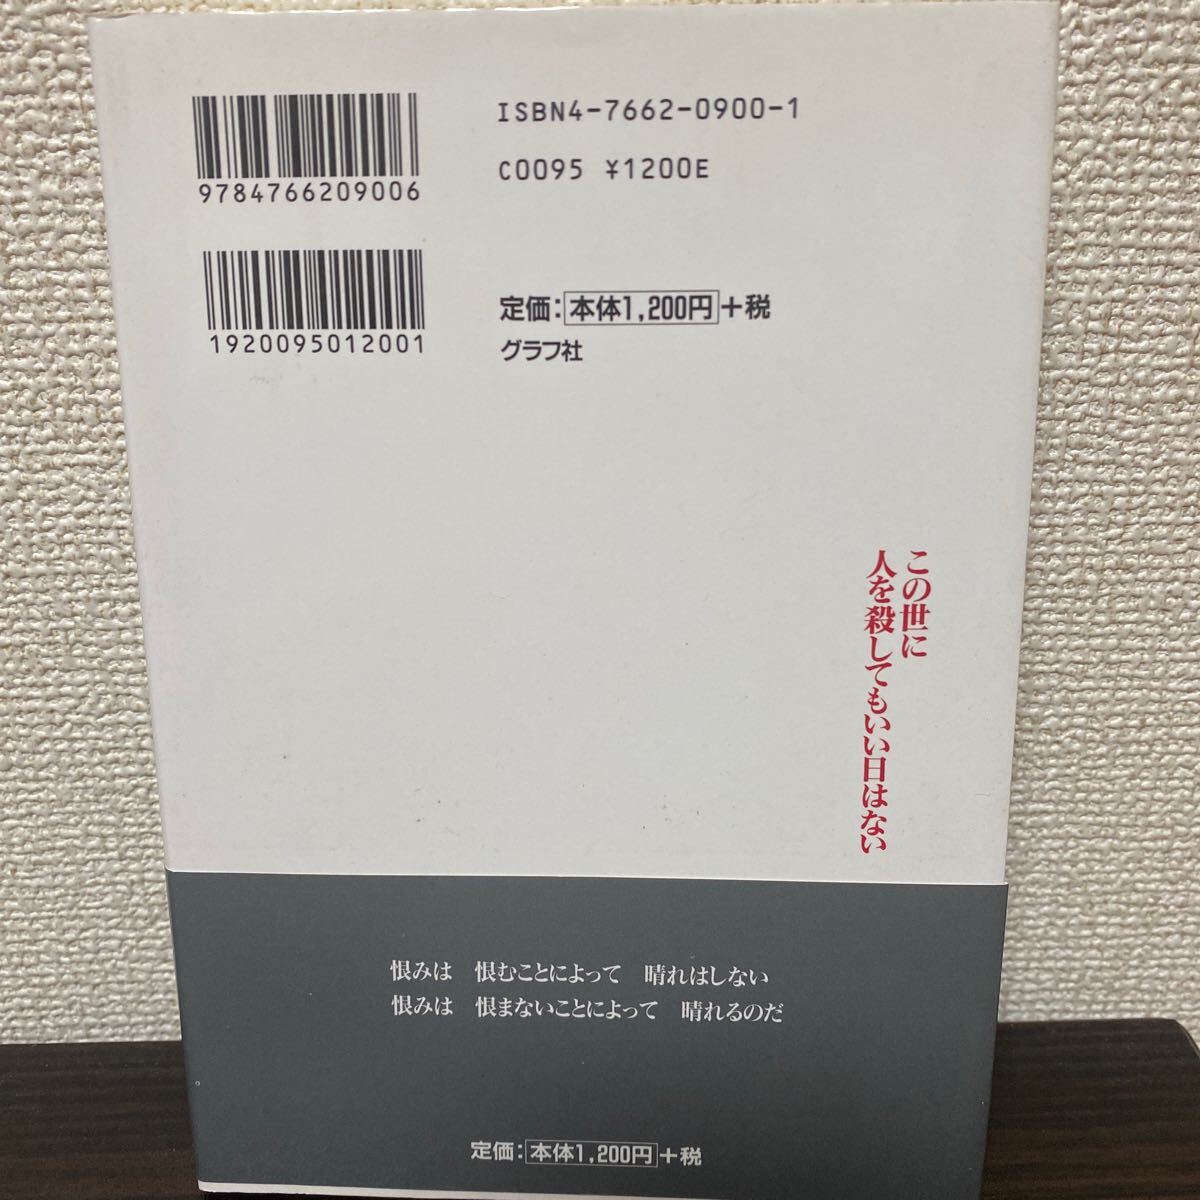 ISBN4-7662-0900-1
9784766209006
C0095 ¥1200E
1920095012001
定価：本体1,200円+税
グラフ社
この世に
人を殺してもいい日はない
恨みは　恨むことによって　晴れはしない
恨みは　恨まないことによって　晴れるのだ
定価：本体1,200円+税